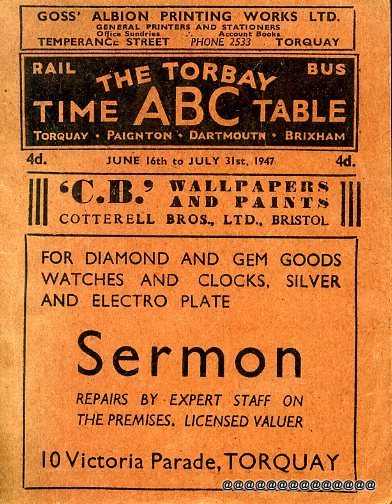 GOSS' ALBION PRINTING WORKS LTD.
GENERAL PRINTERS AND STATIONERS
Office Sundries ∴ Account Books
TEMPERANCE STREET PHONE 2533 TORQUAY
RAIL THE TORBAY BUS
TIME ABC TABLE
TORQUAY · PAIGNTON · DARTMOUTH · BRIXHAM
4d. JUNE 16th to JULY 31st, 1947 4d.
'C.B.' WALLPAPERS
AND PAINTS
COTTERELL BROS., LTD., BRISTOL
FOR DIAMOND AND GEM GOODS
WATCHES AND CLOCKS, SILVER
AND ELECTRO PLATE
Sermon
REPAIRS BY EXPERT STAFF ON
THE PREMISES, LICENSED VALUER
10 Victoria Parade, TORQUAY
@@@@@@@@@@@@@@